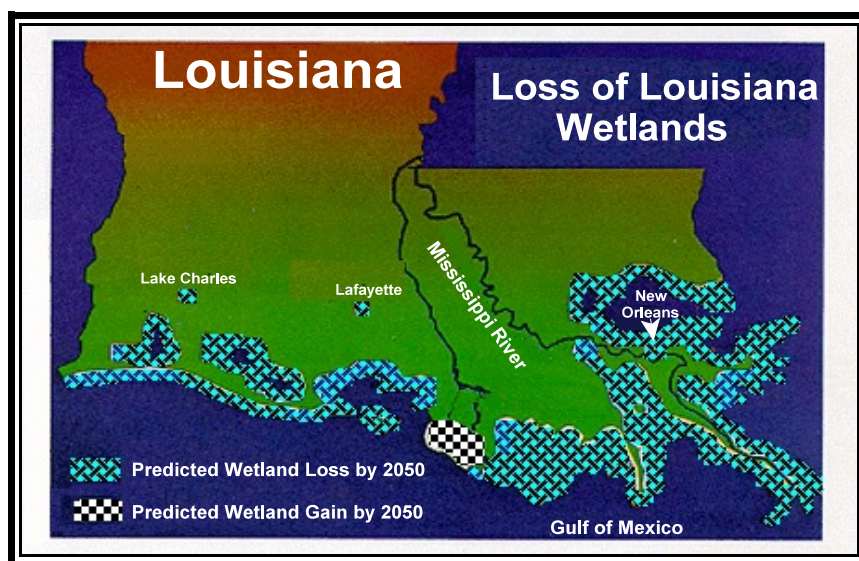 Louisiana
Loss of Louisiana
Wetlands
Lake Charles
Lafayette
Mississippi River
New
Orleans
Predicted Wetland Loss by 2050
Predicted Wetland Gain by 2050
Gulf of Mexico